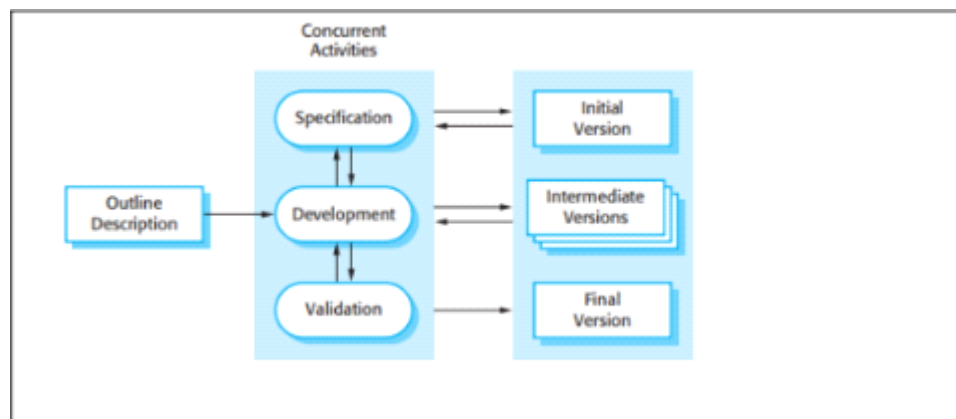 Concurrent
Activities
Specification
Initial
Version
Outline
Description
Development
Intermediate
Versions
Validation
Final
Version